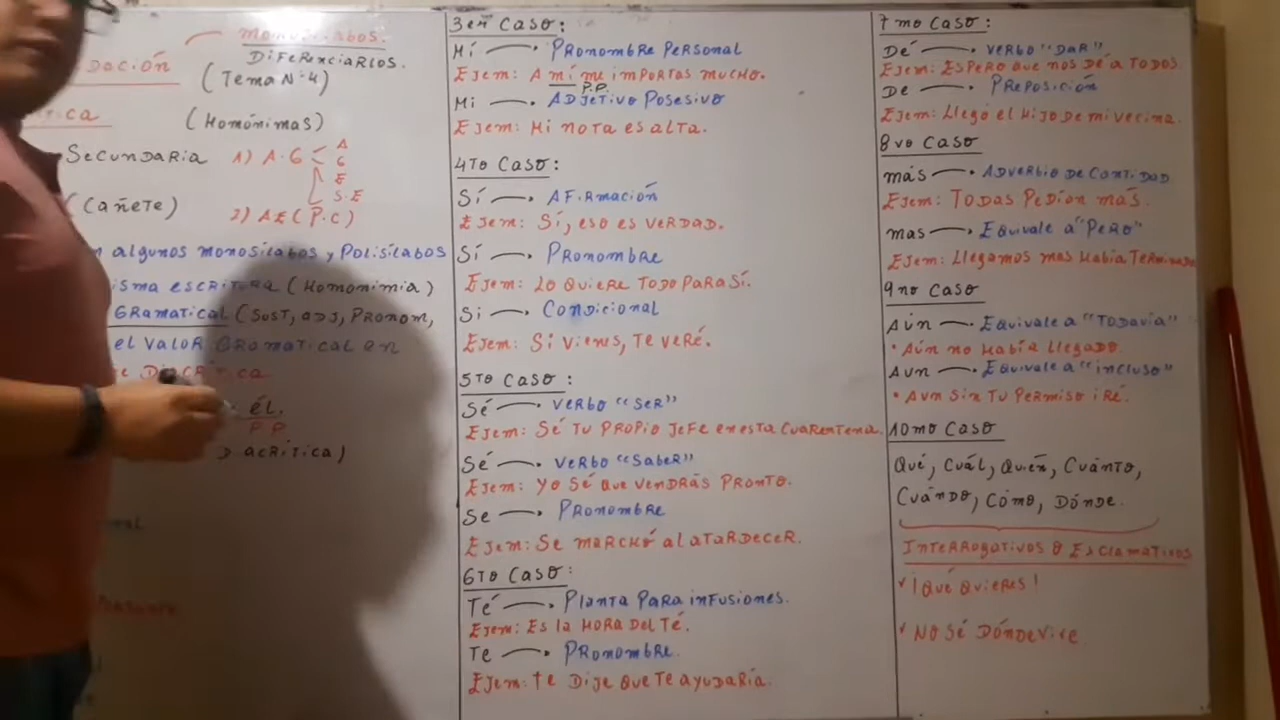 MONOSÍLABOS.
DIFERENCIARLOS.
DACIÓN
(TEMA N° 4)
TICA
(HOMÓNIMAS)
SECUNDARIA
1) A.G
A
G
E
S.E
(CAÑETE)
2) A.E (P.C)
ALGUNOS MONOSÍLABOS Y POLISÍLABOS
ISMA ESCRITURA (HOMONIMIA)
GRAMATICAL (SUST, ADJ, PRONOM,
EL VALOR GRAMATICAL EN
DIACRÍTICA
ÉL.
P P.
DACRÍTICA)
3ER CASO:
MÍ → PRONOMBRE PERSONAL
EJEM: A MÍ ME IMPORTAS MUCHO.
P.P.
MI → ADJETIVO POSESIVO
EJEM: MI NOTA ES ALTA.
4TO CASO:
SÍ → AFIRMACIÓN
EJEM: SÍ, ESO ES VERDAD.
SÍ → PRONOMBRE
EJEM: LO QUIERE TODO PARA SÍ.
SI → CONDICIONAL
EJEM: SI VIENES, TE VERÉ.
5TO CASO:
SÉ → VERBO "SER"
EJEM: SÉ TU PROPIO JEFE EN ESTA CUARENTENA.
SÉ → VERBO "SABER"
EJEM: YO SÉ QUE VENDRÁS PRONTO.
SE → PRONOMBRE
EJEM: SE MARCHÓ AL ATARDECER.
6TO CASO:
TÉ → PLANTA PARA INFUSIONES.
EJEM: ES LA HORA DEL TÉ.
TE → PRONOMBRE.
EJEM: TE DIJE QUE TE AYUDARÍA.
7MO CASO:
DÉ → VERBO "DAR"
EJEM: ESPERO QUE NOS DÉ A TODOS.
DE → PREPOSICIÓN
EJEM: LLEGÓ EL HIJO DE MI VECINA.
8VO CASO
MÁS → ADVERBIO DE CANTIDAD
EJEM: TODAS PEDÍAN MÁS.
MAS → EQUIVALE A "PERO"
EJEM: LLEGAMOS MAS HABÍA TERMINADO
9NO CASO
AÚN → EQUIVALE A "TODAVÍA"
• AÚN NO HABÍA LLEGADO
AUN → EQUIVALE A "INCLUSO"
• AUN SIN TU PERMISO IRÉ.
10MO CASO
QUÉ, CUÁL, QUIÉN, CUÁNTO,
CUÁNDO, CÓMO, DÓNDE.
INTERROGATIVOS O EXCLAMATIVOS
✓ ¡QUÉ QUIERES!
✓ NO SÉ DÓNDE VIVE